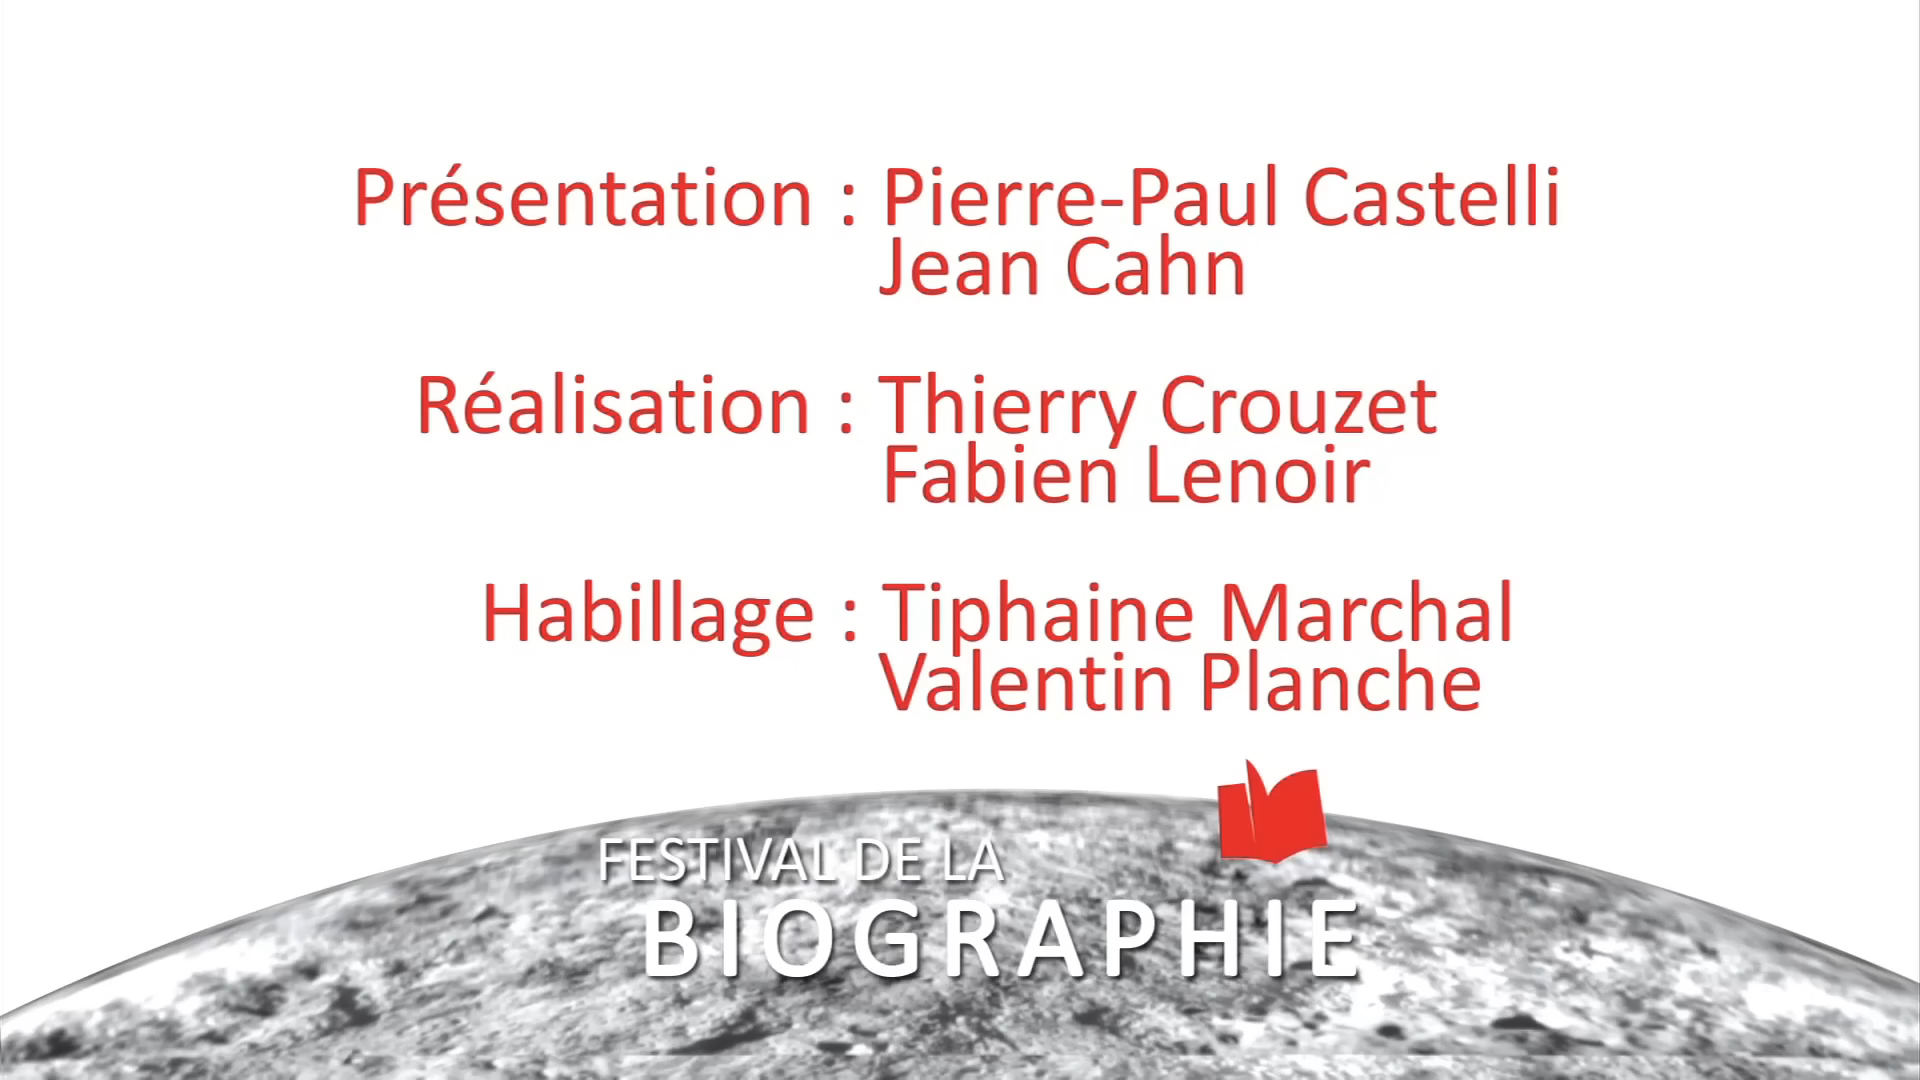 Présentation : Pierre-Paul Castelli
Jean Cahn
Réalisation : Thierry Crouzet
Fabien Lenoir
Habillage : Tiphaine Marchal
Valentin Planche
FESTIVAL DE LA
BIOGRAPHIE